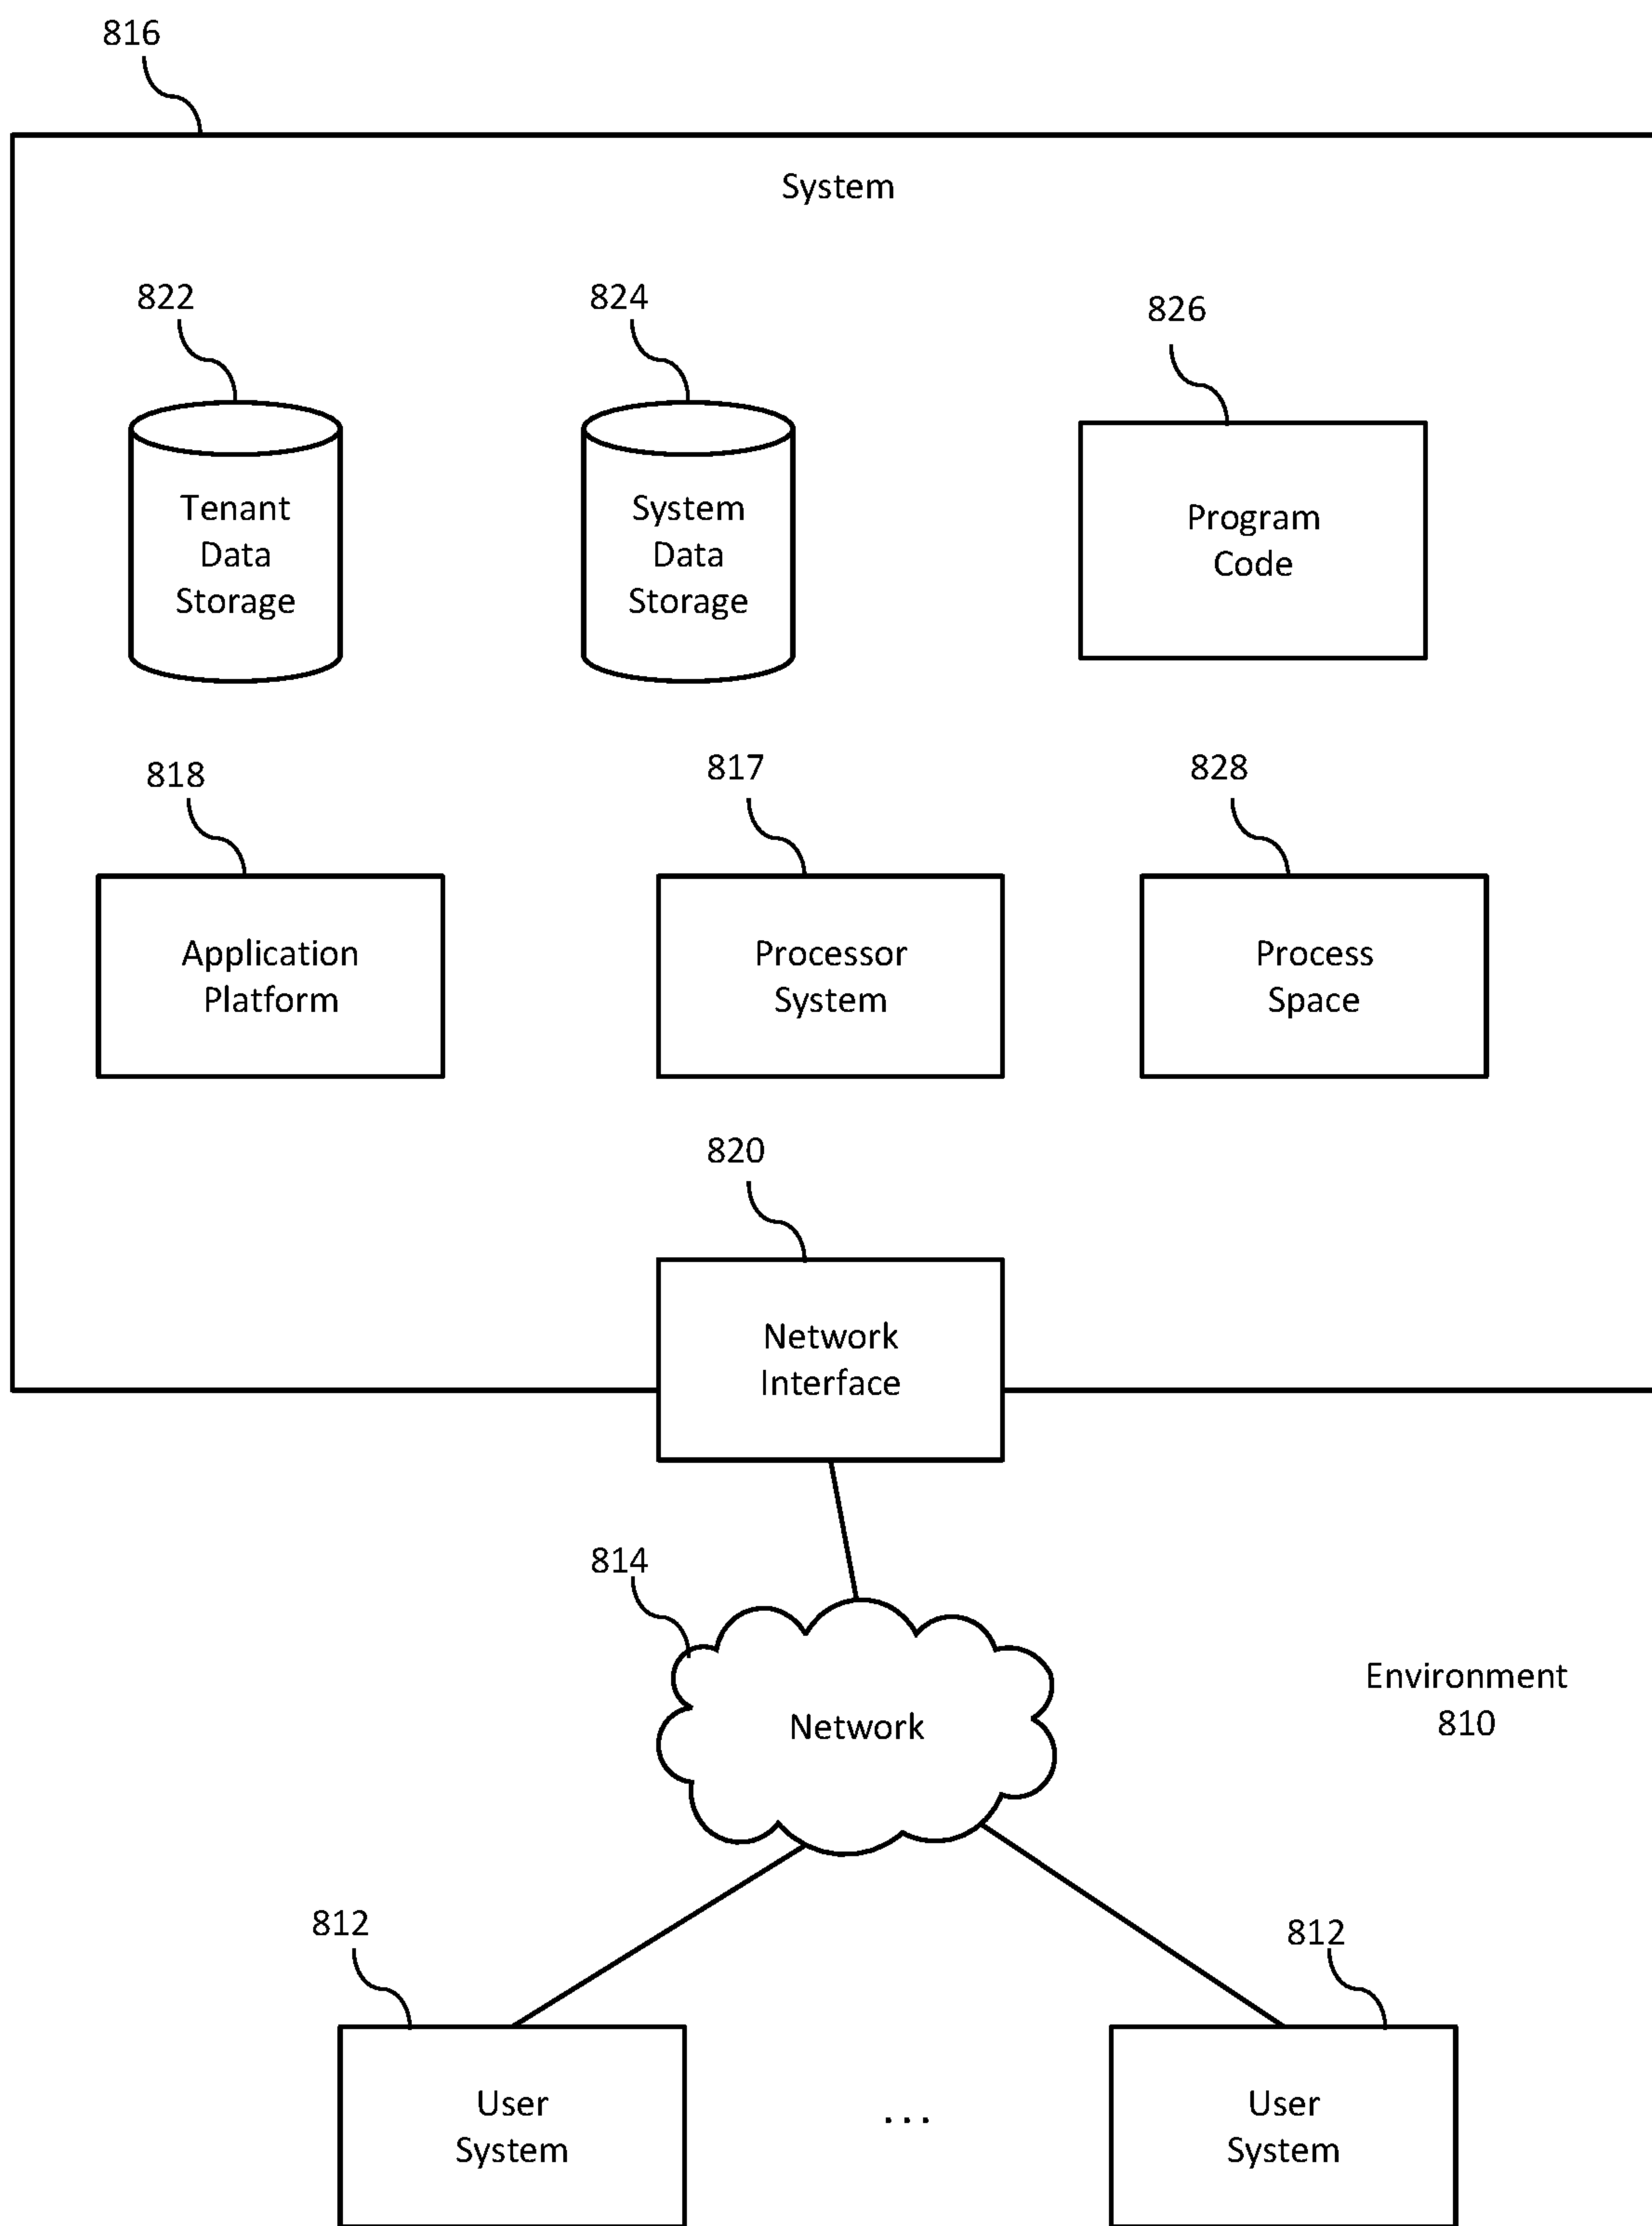 816
System
822
824
826
Tenant
Data
Storage
System
Data
Storage
Program
Code
818
817
828
Application
Platform
Processor
System
Process
Space
820
Network
Interface
814
Network
Environment
810
812
812
User
System
...
User
System